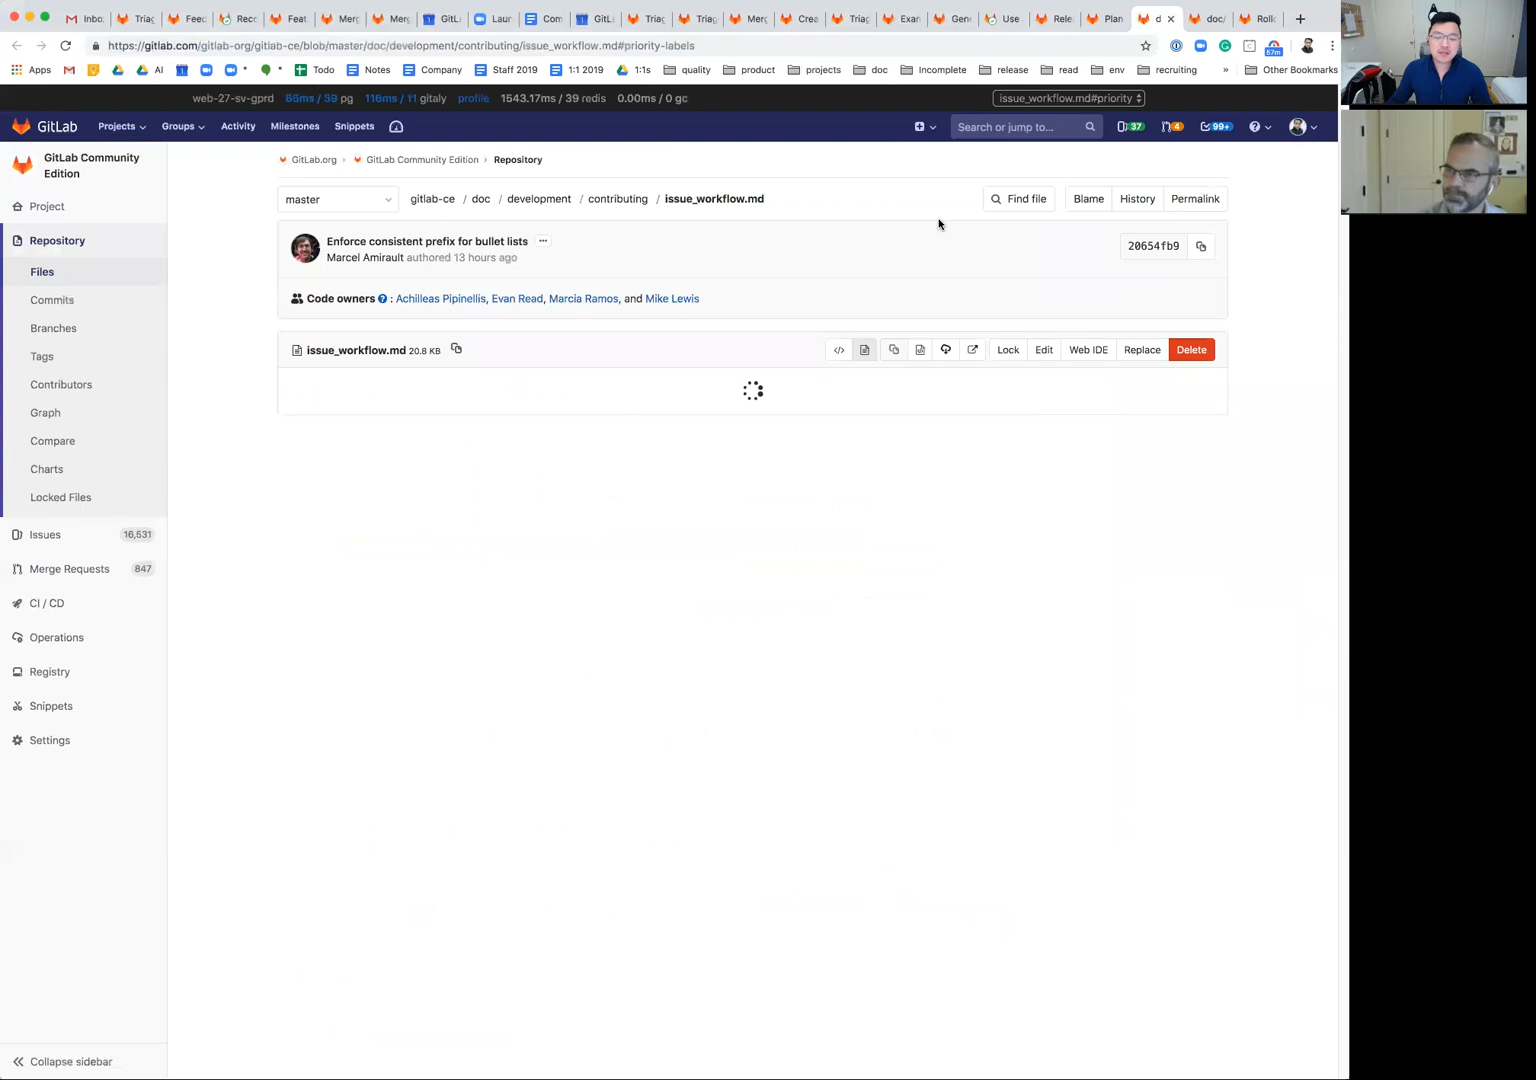 Inbo
Triag
Feed
Reco
Feat
Merg
Merg
GitLa
Laun
Com
GitLa
Triag
Triag
Merg
Crea
Triag
Exan
Gene
Use
Relea
Plan
d
doc/
Rollo
https://gitlab.com/gitlab-org/gitlab-ce/blob/master/doc/development/contributing/issue_workflow.md#priority-labels
67m
Apps
AI
Todo
Notes
Company
Staff 2019
1:1 2019
1:1s
quality
product
projects
doc
Incomplete
release
read
env
recruiting
»
Other Bookmarks
web-27-sv-gprd
116ms / 11 gitaly
profile
1543.17ms / 39 redis
0.00ms / 0 gc
issue_workflow.md#priority
GitLab
Projects
Groups
Activity
Milestones
Snippets
Search or jump to...
37
4
99+
GitLab Community
Edition
Project
Repository
Files
Commits
Branches
Tags
Contributors
Graph
Compare
Charts
Locked Files
Issues 16,531
Merge Requests 847
CI / CD
Operations
Registry
Snippets
Settings
Collapse sidebar
GitLab.org › GitLab Community Edition › Repository
master
gitlab-ce / doc / development / contributing / issue_workflow.md
Find file
Blame
History
Permalink
Enforce consistent prefix for bullet lists
Marcel Amirault authored 13 hours ago
20654fb9
Code owners ? : Achilleas Pipinellis, Evan Read, Marcia Ramos, and Mike Lewis
issue_workflow.md 20.8 KB
</>
Lock
Edit
Web IDE
Replace
Delete